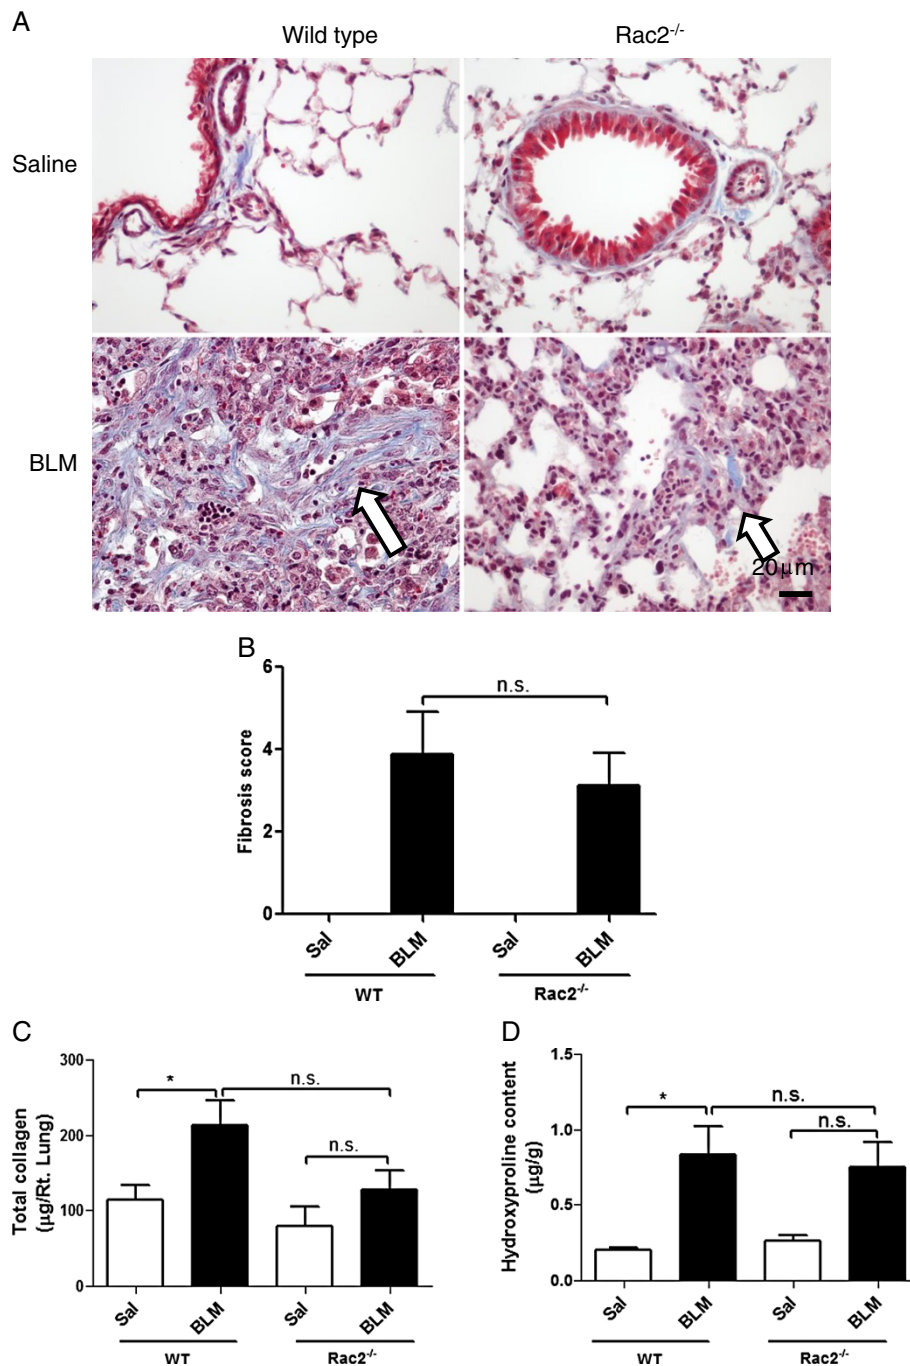 A
Wild type
Rac2-/-
Saline
BLM
20μm
B
Fibrosis score
6
4
2
0
n.s.
Sal
BLM
Sal
BLM
WT
Rac2-/-
C
Total collagen
(μg/Rt. Lung)
300
200
100
0
*
n.s.
n.s.
Sal
BLM
Sal
BLM
WT
Rac2-/-
D
Hydroxyproline content
(μg/g)
1.5
1.0
0.5
0.0
*
n.s.
n.s.
Sal
BLM
Sal
BLM
WT
Rac2-/-